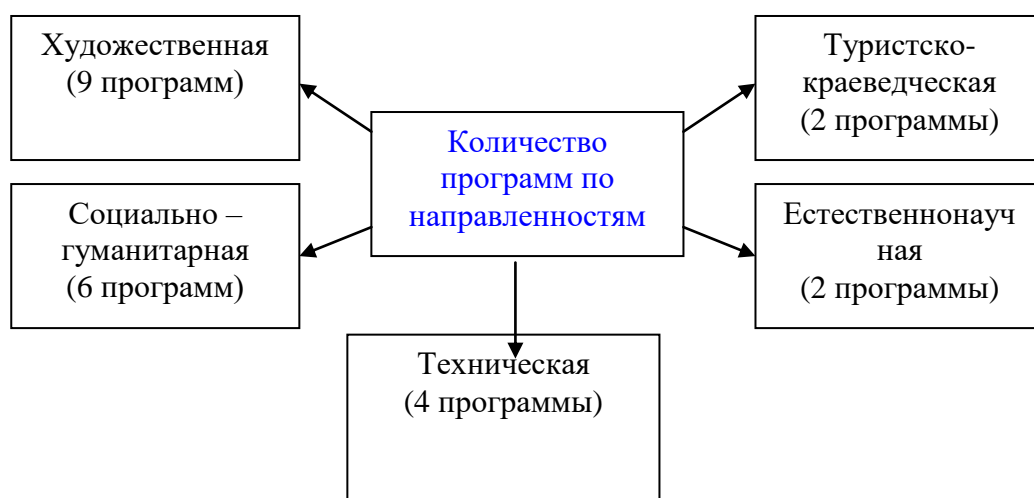 Художественная
(9 программ)
Туристско-
краеведческая
(2 программы)
Количество
программ по
направленностям
Социально –
гуманитарная
(6 программ)
Естественнонауч
ная
(2 программы)
Техническая
(4 программы)